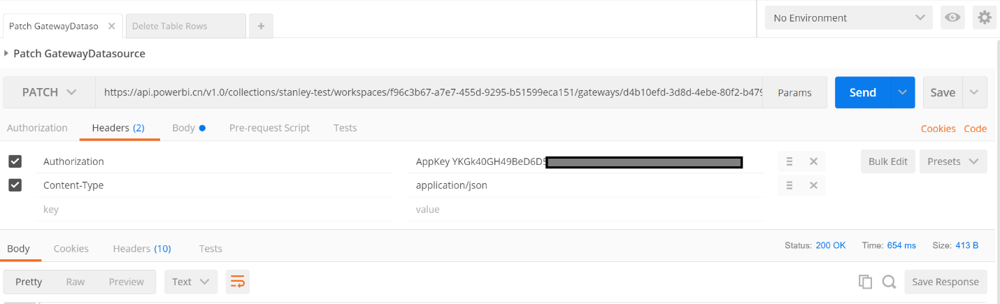 Patch GatewayDataso
Delete Table Rows
No Environment
Patch GatewayDatasource
PATCH
https://api.powerbi.cn/v1.0/collections/stanley-test/workspaces/f96c3b67-a7e7-455d-9295-b51599eca151/gateways/d4b10efd-3d8d-4ebe-80f2-b479
Params
Send
Save
Authorization
Headers (2)
Body
Pre-request Script
Tests
Cookies
Code
Authorization
AppKey YKGk40GH49BeD6D5
Bulk Edit
Presets
Content-Type
application/json
key
value
Body
Cookies
Headers (10)
Tests
Status: 200 OK
Time: 654 ms
Size: 413 B
Pretty
Raw
Preview
Text
Save Response